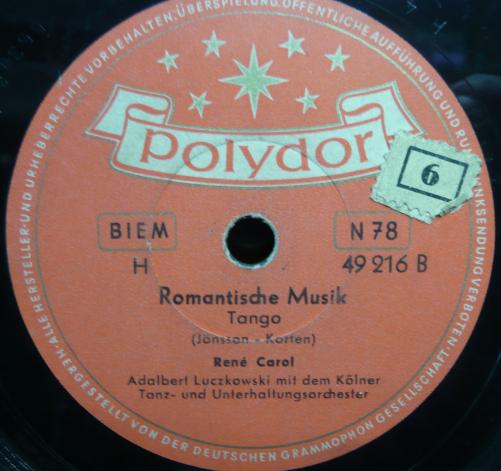 ALLE HERSTELLER- UND URHEBERRECHTE VORBEHALTEN, ÜBERSPIELUNG, ÖFFENTLICHE AUFFÜHRUNG UND SENDUNG VERBOTEN
HERGESTELLT VON DER DEUTSCHEN GRAMMOPHON GESELLSCHAFT
polydor
6
BIEM
N 78
H
49 216 B
Romantische Musik
Tango
(Jönsson - Korten)
René Carol
Adalbert Luczkowski mit dem Kölner
Tanz- und Unterhaltungsorchester